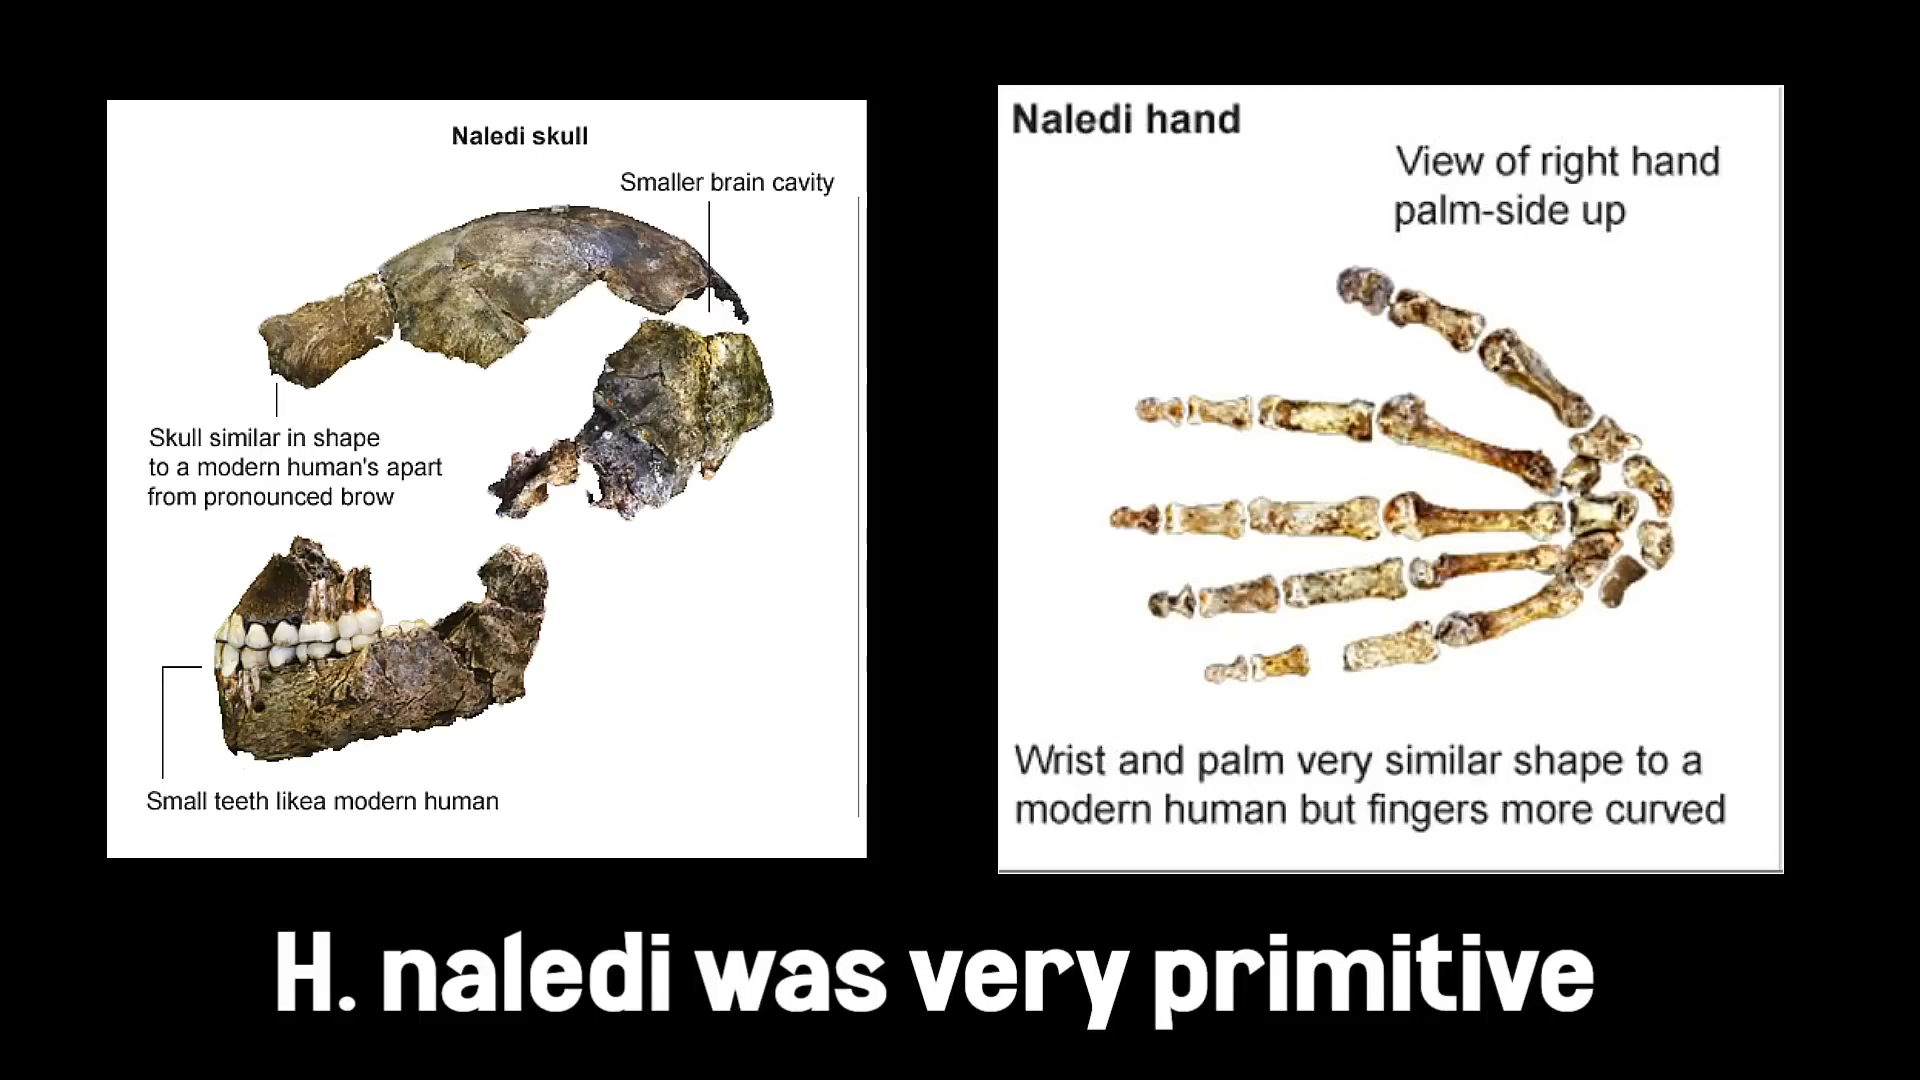 Naledi skull
Smaller brain cavity
Skull similar in shape
to a modern human's apart
from pronounced brow
Small teeth likea modern human
Naledi hand
View of right hand
palm-side up
Wrist and palm very similar shape to a
modern human but fingers more curved
H. naledi was very primitive